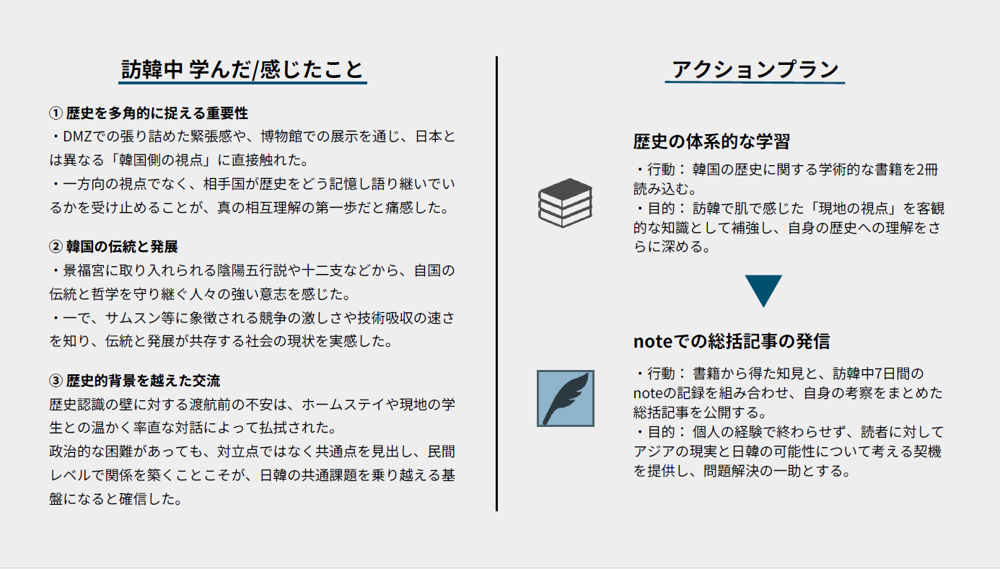 訪韓中 学んだ/感じたこと
① 歴史を多角的に捉える重要性
・DMZでの張り詰めた緊張感や、博物館での展示を通じ、日本と
は異なる「韓国側の視点」に直接触れた。
・一方向の視点でなく、相手国が歴史をどう記憶し語り継いでい
るかを受け止めることが、真の相互理解の第一歩だと痛感した。
② 韓国の伝統と発展
・景福宮に取り入れられる陰陽五行説や十二支などから、自国の
伝統と哲学を守り継ぐ人々の強い意志を感じた。
・一で、サムスン等に象徴される競争の激しさや技術吸収の速さ
を知り、伝統と発展が共存する社会の現状を実感した。
③ 歴史的背景を越えた交流
歴史認識の壁に対する渡航前の不安は、ホームステイや現地の学
生との温かく率直な対話によって払拭された。
政治的な困難があっても、対立点ではなく共通点を見出し、民間
レベルで関係を築くことこそが、日韓の共通課題を乗り越える基
盤になると確信した。
アクションプラン
歴史の体系的な学習
・行動： 韓国の歴史に関する学術的な書籍を2冊
読み込む。
・目的： 訪韓で肌で感じた「現地の視点」を客観
的な知識として補強し、自身の歴史への理解をさ
らに深める。
noteでの総括記事の発信
・行動： 書籍から得た知見と、訪韓中7日間の
noteの記録を組み合わせ、自身の考察をまとめた
総括記事を公開する。
・目的： 個人の経験で終わらせず、読者に対して
アジアの現実と日韓の可能性について考える契機
を提供し、問題解決の一助とする。